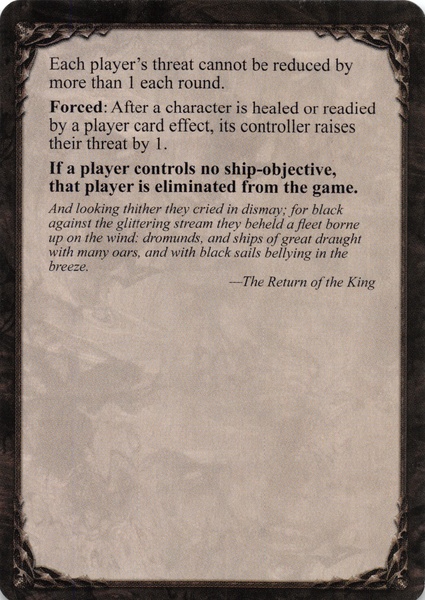 Each player's threat cannot be reduced by
more than 1 each round.
Forced: After a character is healed or readied
by a player card effect, its controller raises
their threat by 1.
If a player controls no ship-objective,
that player is eliminated from the game.
And looking thither they cried in dismay; for black
against the glittering stream they beheld a fleet borne
up on the wind: dromunds, and ships of great draught
with many oars, and with black sails bellying in the
breeze.
—The Return of the King